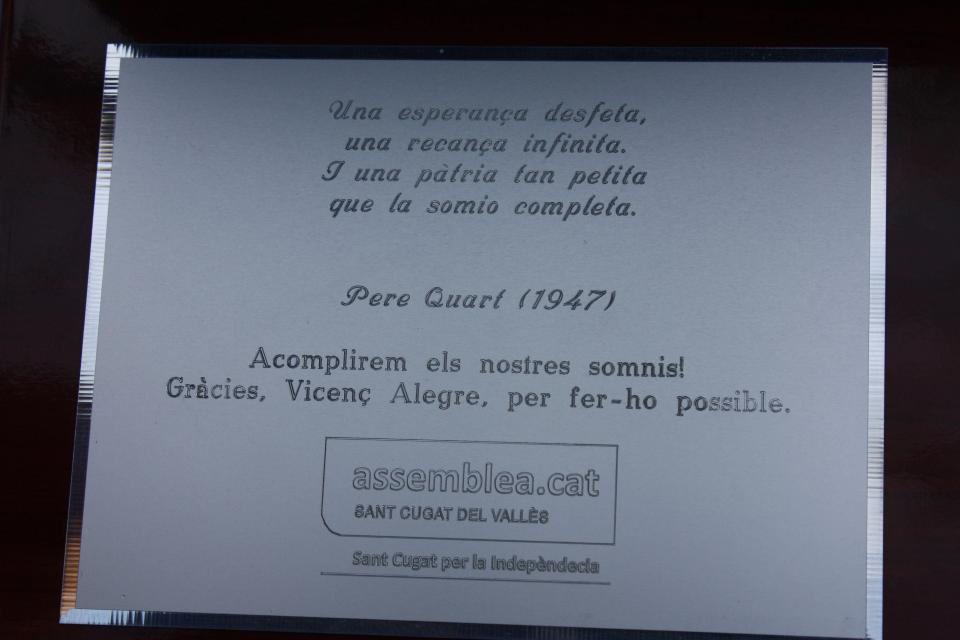 Una esperança desfeta,
una recança infinita.
I una pàtria tan petita
que la somio completa.
Pere Quart (1947)
Acomplirem els nostres somnis!
Gràcies, Vicenç Alegre, per fer-ho possible.
assemblea.cat
SANT CUGAT DEL VALLÈS
Sant Cugat per la Indepèndecia